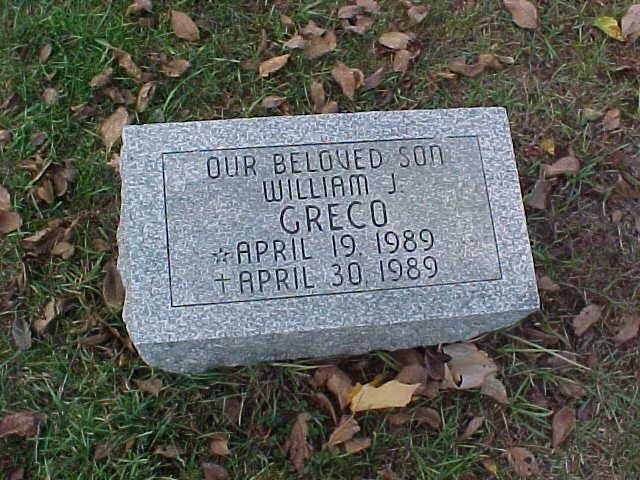 OUR BELOVED SON
WILLIAM J.
GRECO
☆APRIL 19 1989
†APRIL 30, 1989